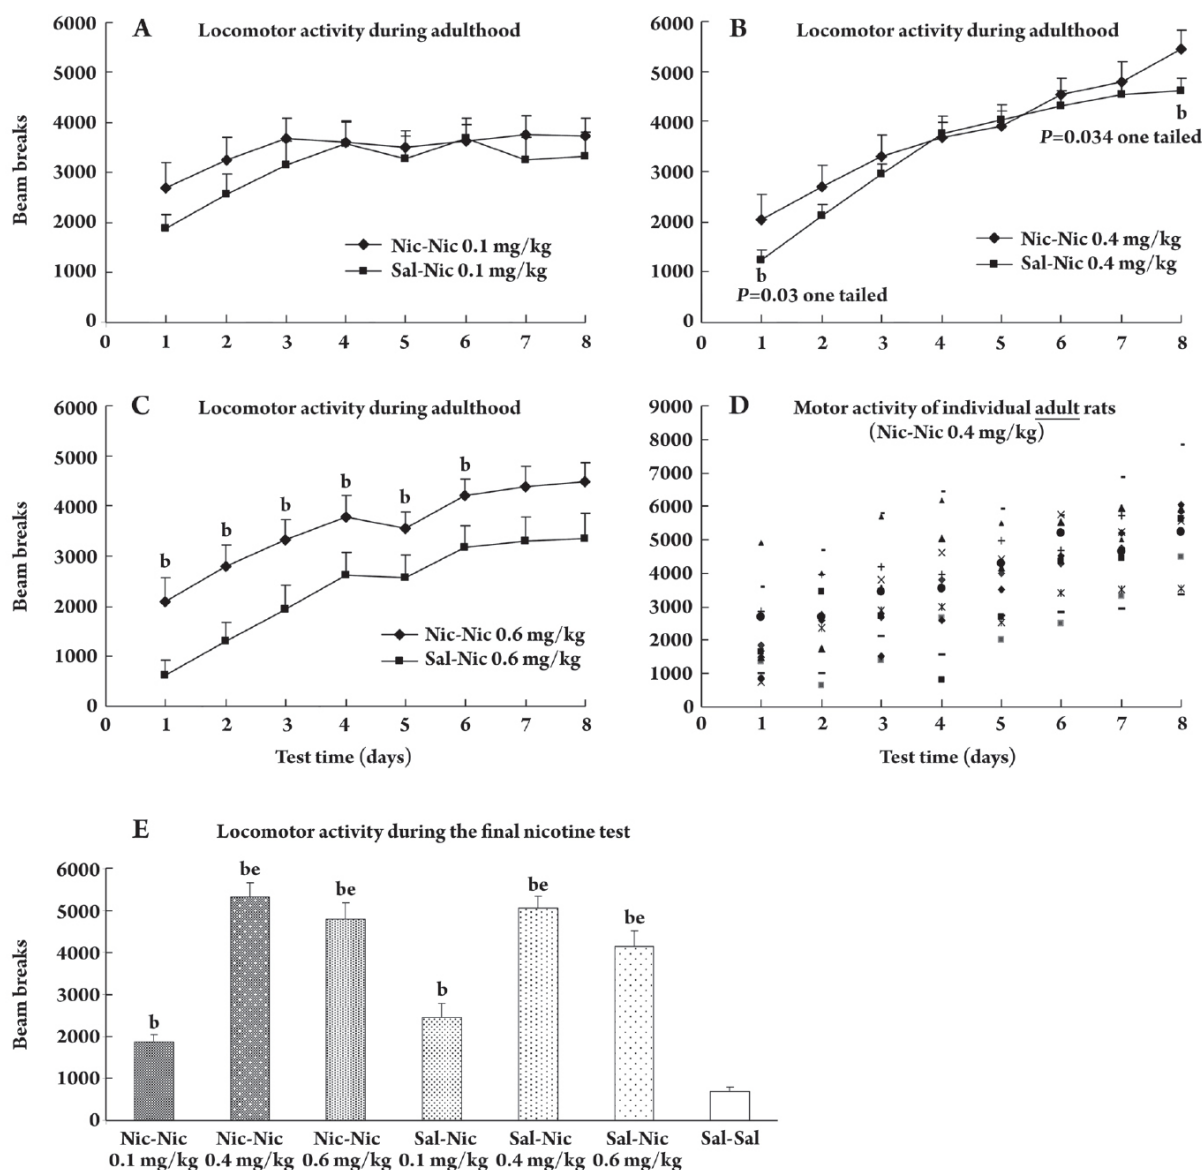 A Locomotor activity during adulthood
6000
5000
4000
3000
2000
1000
0
Beam breaks
Nic-Nic 0.1 mg/kg
Sal-Nic 0.1 mg/kg
0 1 2 3 4 5 6 7 8
B Locomotor activity during adulthood
6000
5000
4000
3000
2000
1000
0
b
P=0.034 one tailed
Nic-Nic 0.4 mg/kg
Sal-Nic 0.4 mg/kg
b
P=0.03 one tailed
0 1 2 3 4 5 6 7 8
C Locomotor activity during adulthood
6000
5000
4000
3000
2000
1000
0
Beam breaks
b b b b b b
Nic-Nic 0.6 mg/kg
Sal-Nic 0.6 mg/kg
0 1 2 3 4 5 6 7 8
Test time (days)
D Motor activity of individual adult rats
(Nic-Nic 0.4 mg/kg)
9000
8000
7000
6000
5000
4000
3000
2000
1000
0
0 1 2 3 4 5 6 7 8
Test time (days)
E Locomotor activity during the final nicotine test
6000
5000
4000
3000
2000
1000
0
Beam breaks
b be be b be be
Nic-Nic Nic-Nic Nic-Nic Sal-Nic Sal-Nic Sal-Nic Sal-Sal
0.1 mg/kg 0.4 mg/kg 0.6 mg/kg 0.1 mg/kg 0.4 mg/kg 0.6 mg/kg